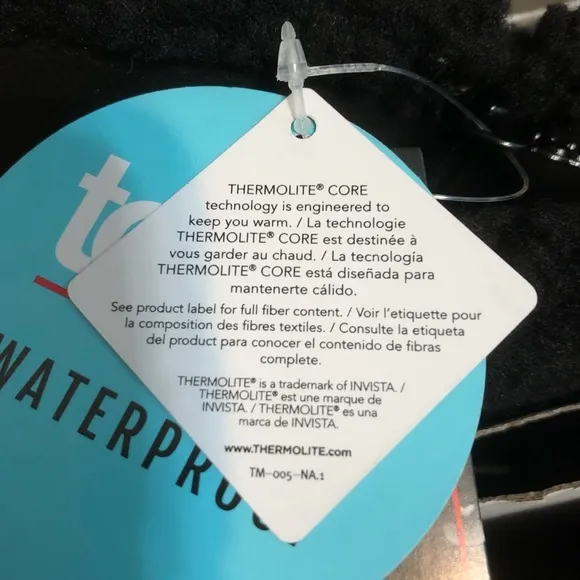 THERMOLITE® CORE
technology is engineered to
keep you warm. / La technologie
THERMOLITE® CORE est destinée à
vous garder au chaud. / La tecnología
THERMOLITE® CORE está diseñada para
mantenerte cálido.
See product label for full fiber content. / Voir l'etiquette pour
la composition des fibres textiles. / Consulte la etiqueta
del product para conocer el contenido de fibras
complete.
THERMOLITE® is a trademark of INVISTA. /
THERMOLITE® est une marque de
INVISTA. / THERMOLITE® es una
marca de INVISTA.
www.THERMOLITE.com
TM-005-NA.1
WATERPROO